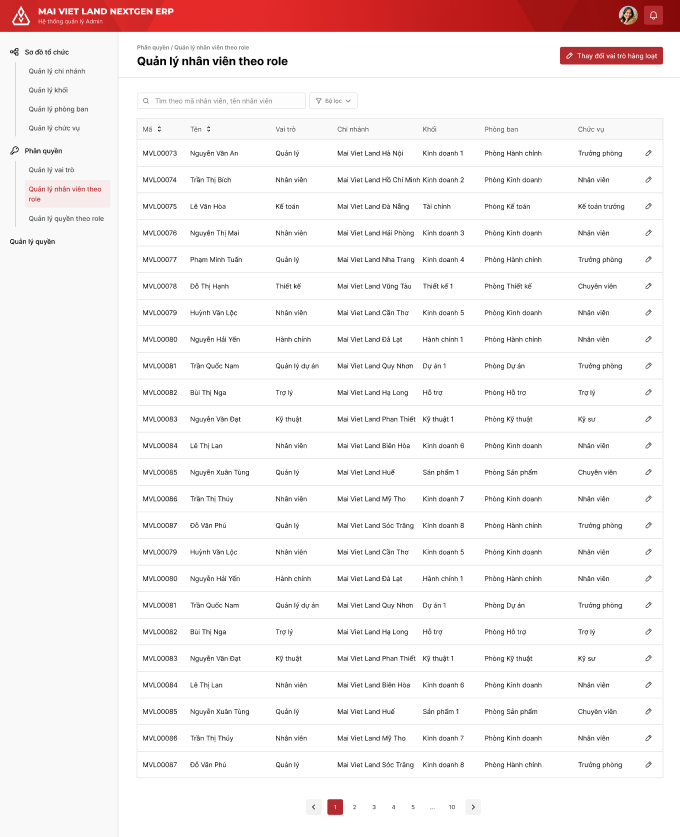 MAI VIET LAND NEXTGEN ERP
Hệ thống quản lý Admin
Sơ đồ tổ chức
Quản lý chi nhánh
Quản lý khối
Quản lý phòng ban
Quản lý chức vụ
Phân quyền
Quản lý vai trò
Quản lý nhân viên theo
role
Quản lý quyền theo role
Quản lý quyền
Phân quyền / Quản lý nhân viên theo role
Quản lý nhân viên theo role
Thay đổi vai trò hàng loạt
Tìm theo mã nhân viên, tên nhân viên
Bộ lọc
Mã Tên Vai trò Chi nhánh Khối Phòng ban Chức vụ
MVL00073 Nguyễn Văn An Quản lý Mai Viet Land Hà Nội Kinh doanh 1 Phòng Hành chính Trưởng phòng
MVL00074 Trần Thị Bích Nhân viên Mai Viet Land Hồ Chí Minh Kinh doanh 2 Phòng Kinh doanh Nhân viên
MVL00075 Lê Văn Hòa Kế toán Mai Viet Land Đà Nẵng Tài chính Phòng Kế toán Kế toán trưởng
MVL00076 Nguyễn Thị Mai Nhân viên Mai Viet Land Hải Phòng Kinh doanh 3 Phòng Kinh doanh Nhân viên
MVL00077 Phạm Minh Tuấn Quản lý Mai Viet Land Nha Trang Kinh doanh 4 Phòng Hành chính Trưởng phòng
MVL00078 Đỗ Thị Hạnh Thiết kế Mai Viet Land Vũng Tàu Thiết kế 1 Phòng Thiết kế Chuyên viên
MVL00079 Huỳnh Văn Lộc Nhân viên Mai Viet Land Cần Thơ Kinh doanh 5 Phòng Kinh doanh Nhân viên
MVL00080 Nguyễn Hải Yến Hành chính Mai Viet Land Đà Lạt Hành chính 1 Phòng Hành chính Nhân viên
MVL00081 Trần Quốc Nam Quản lý dự án Mai Viet Land Quy Nhơn Dự án 1 Phòng Dự án Trưởng phòng
MVL00082 Bùi Thị Nga Trợ lý Mai Viet Land Hạ Long Hỗ trợ Phòng Hỗ trợ Trợ lý
MVL00083 Nguyễn Văn Đạt Kỹ thuật Mai Viet Land Phan Thiết Kỹ thuật 1 Phòng Kỹ thuật Kỹ sư
MVL00084 Lê Thị Lan Nhân viên Mai Viet Land Biên Hòa Kinh doanh 6 Phòng Kinh doanh Nhân viên
MVL00085 Nguyễn Xuân Tùng Quản lý Mai Viet Land Huế Sản phẩm 1 Phòng Sản phẩm Chuyên viên
MVL00086 Trần Thị Thúy Nhân viên Mai Viet Land Mỹ Tho Kinh doanh 7 Phòng Kinh doanh Nhân viên
MVL00087 Đỗ Văn Phú Quản lý Mai Viet Land Sóc Trăng Kinh doanh 8 Phòng Hành chính Trưởng phòng
MVL00079 Huỳnh Văn Lộc Nhân viên Mai Viet Land Cần Thơ Kinh doanh 5 Phòng Kinh doanh Nhân viên
MVL00080 Nguyễn Hải Yến Hành chính Mai Viet Land Đà Lạt Hành chính 1 Phòng Hành chính Nhân viên
MVL00081 Trần Quốc Nam Quản lý dự án Mai Viet Land Quy Nhơn Dự án 1 Phòng Dự án Trưởng phòng
MVL00082 Bùi Thị Nga Trợ lý Mai Viet Land Hạ Long Hỗ trợ Phòng Hỗ trợ Trợ lý
MVL00083 Nguyễn Văn Đạt Kỹ thuật Mai Viet Land Phan Thiết Kỹ thuật 1 Phòng Kỹ thuật Kỹ sư
MVL00084 Lê Thị Lan Nhân viên Mai Viet Land Biên Hòa Kinh doanh 6 Phòng Kinh doanh Nhân viên
MVL00085 Nguyễn Xuân Tùng Quản lý Mai Viet Land Huế Sản phẩm 1 Phòng Sản phẩm Chuyên viên
MVL00086 Trần Thị Thúy Nhân viên Mai Viet Land Mỹ Tho Kinh doanh 7 Phòng Kinh doanh Nhân viên
MVL00087 Đỗ Văn Phú Quản lý Mai Viet Land Sóc Trăng Kinh doanh 8 Phòng Hành chính Trưởng phòng
1 2 3 4 5 ... 10